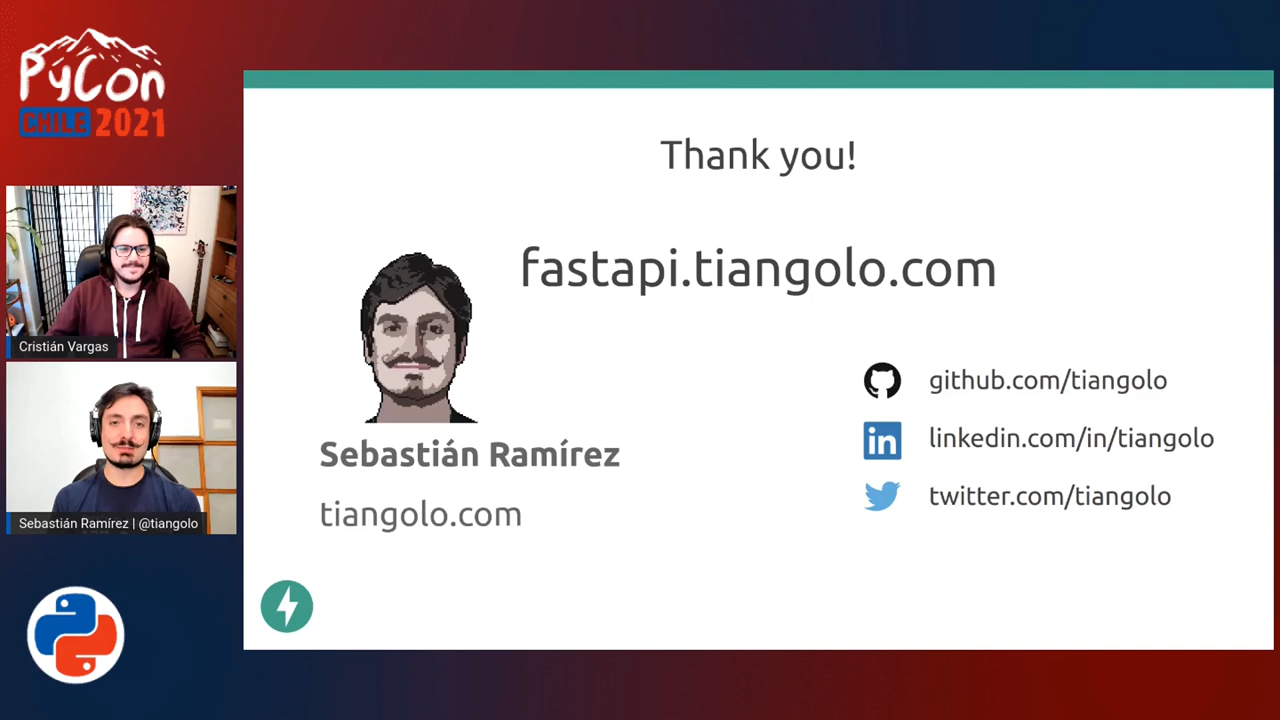 PyCon
CHILE 2021
Cristián Vargas
Sebastián Ramírez | @tiangolo
Thank you!
fastapi.tiangolo.com
Sebastián Ramírez
tiangolo.com
github.com/tiangolo
in linkedin.com/in/tiangolo
twitter.com/tiangolo